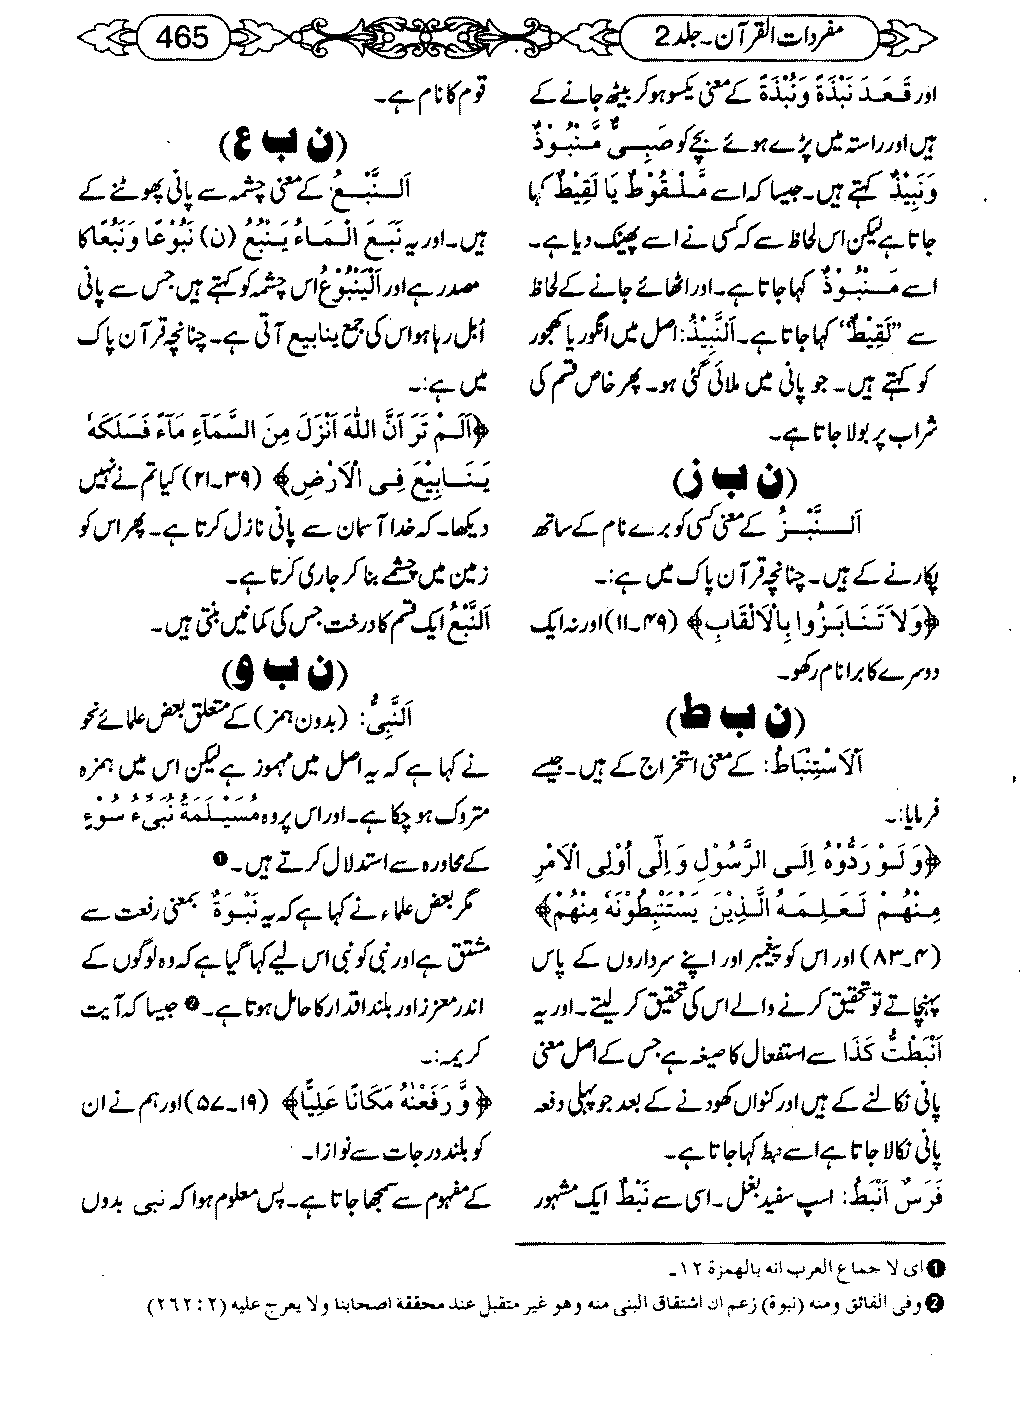 مفردات القرآن۔جلد 2
465
اور قَعَدَ نَبْذَةً وَنُبْذَةً کے معنی یکسو ہو کر بیٹھ جانے کے
ہیں اور راستہ میں پڑے ہوئے بچے کو صَبِیٌّ مَّنْبُوْذٌ
وَنَبِیْذٌ کہتے ہیں۔ جیسا کہ اسے مَلْقُوْطٌ یَا لَقِیْطٌ کہا
جاتا ہے لیکن اس لحاظ سے کہ کسی نے اسے پھینک دیا ہے۔
اسے مَنْبُوْذٌ کہا جاتا ہے۔ اور اٹھائے جانے کے لحاظ
سے ”لَقِیْطٌ“ کہا جاتا ہے۔ اَلنَّبِیْذُ: اصل میں انگور یا کھجور
کو کہتے ہیں۔ جو پانی میں ملائی گئی ہو۔ پھر خاص قسم کی
شراب پر بولا جاتا ہے۔
(ن ب ز)
اَلنَّبْزُ کے معنی کسی کو برے نام کے ساتھ
پکارنے کے ہیں۔ چنانچہ قرآن پاک میں ہے:۔
﴿وَلَا تَنَابَزُوا بِالْاَلْقَابِ﴾ (۴۹۔۱۱) اور نہ ایک
دوسرے کا برا نام رکھو۔
(ن ب ط)
اَلْاِسْتِنْبَاطُ: کے معنی استخراج کے ہیں۔ جیسے
فرمایا:۔
﴿وَلَوْ رَدُّوْهُ اِلَی الرَّسُوْلِ وَاِلٰٓی اُوْلِی الْاَمْرِ
مِنْهُمْ لَعَلِمَهُ الَّذِیْنَ یَسْتَنْبِطُوْنَهٗ مِنْهُمْ﴾
(۴۔۸۳) اور اس کو پیغمبر اور اپنے سرداروں کے پاس
پہنچاتے تو تحقیق کرنے والے اس کی تحقیق کر لیتے۔ اور یہ
اَنْبَطْتُّ کَذَا سے استفعال کا صیغہ ہے جس کے اصل معنی
پانی نکالنے کے ہیں اور کنواں کھودنے کے بعد جو پہلی دفعہ
پانی نکالا جاتا ہے اسے نبط کہا جاتا ہے۔
فَرَسٌ اَنْبَطُ: اسپ سفید بغل۔ اسی سے نَبْطٌ ایک مشہور
قوم کا نام ہے۔
(ن ب ع)
اَلنَّبْعُ کے معنی چشمہ سے پانی پھوٹنے کے
ہیں۔ اور یہ نَبَعَ الْمَاءُ یَنْبُعُ (ن) نُبُوْعًا وَنَبْعًا کا
مصدر ہے اور اَلْیَنْبُوْعُ اس چشمہ کو کہتے ہیں جس سے پانی
اُبل رہا ہو اس کی جمع ینابیع آتی ہے۔ چنانچہ قرآن پاک
میں ہے:۔
﴿اَلَمْ تَرَ اَنَّ اللّٰهَ اَنْزَلَ مِنَ السَّمَآءِ مَآءً فَسَلَكَهٗ
یَنَابِیْعَ فِی الْاَرْضِ﴾ (۳۹۔۲۱) کیا تم نے نہیں
دیکھا۔ کہ خدا آسمان سے پانی نازل کرتا ہے۔ پھر اس کو
زمین میں چشمے بنا کر جاری کرتا ہے۔
اَلنَّبْعُ ایک قسم کا درخت جس کی کمانیں بنتی ہیں۔
(ن ب و)
اَلنَّبِیُّ: (بدون ہمز) کے متعلق بعض علمائے نحو
نے کہا ہے کہ یہ اصل میں مہموز ہے لیکن اس میں ہمزہ
متروک ہو چکا ہے۔ اور اس پر وہ مُسَیْلِمَةُ نُبَیِّءُ سُوْءٍ
کے محاورہ سے استدلال کرتے ہیں۔ ❶
مگر بعض علماء نے کہا ہے کہ یہ نَبْوَةٌ بمعنی رفعت سے
مشتق ہے اور نبی کو نبی اس لیے کہا گیا ہے کہ وہ لوگوں کے
اندر معزز اور بلند اقدار کا حامل ہوتا ہے۔ ❷ جیسا کہ آیت
کریمہ:۔
﴿وَّرَفَعْنٰهُ مَكَانًا عَلِیًّا﴾ (۱۹۔۵۷) اور ہم نے ان
کو بلند درجات سے نوازا۔
کے مفہوم سے سمجھا جاتا ہے۔ پس معلوم ہوا کہ نبی بدوں
❶ ای لا جماع العرب انه بالهمزة ۱۲۔
❷ وفی الفائق ومنه (نبوة) زعم ان اشتقاق النبی منه وهو غیر متقبل عند محققة اصحابنا ولا یعرج علیه (۲:۲۶۲)